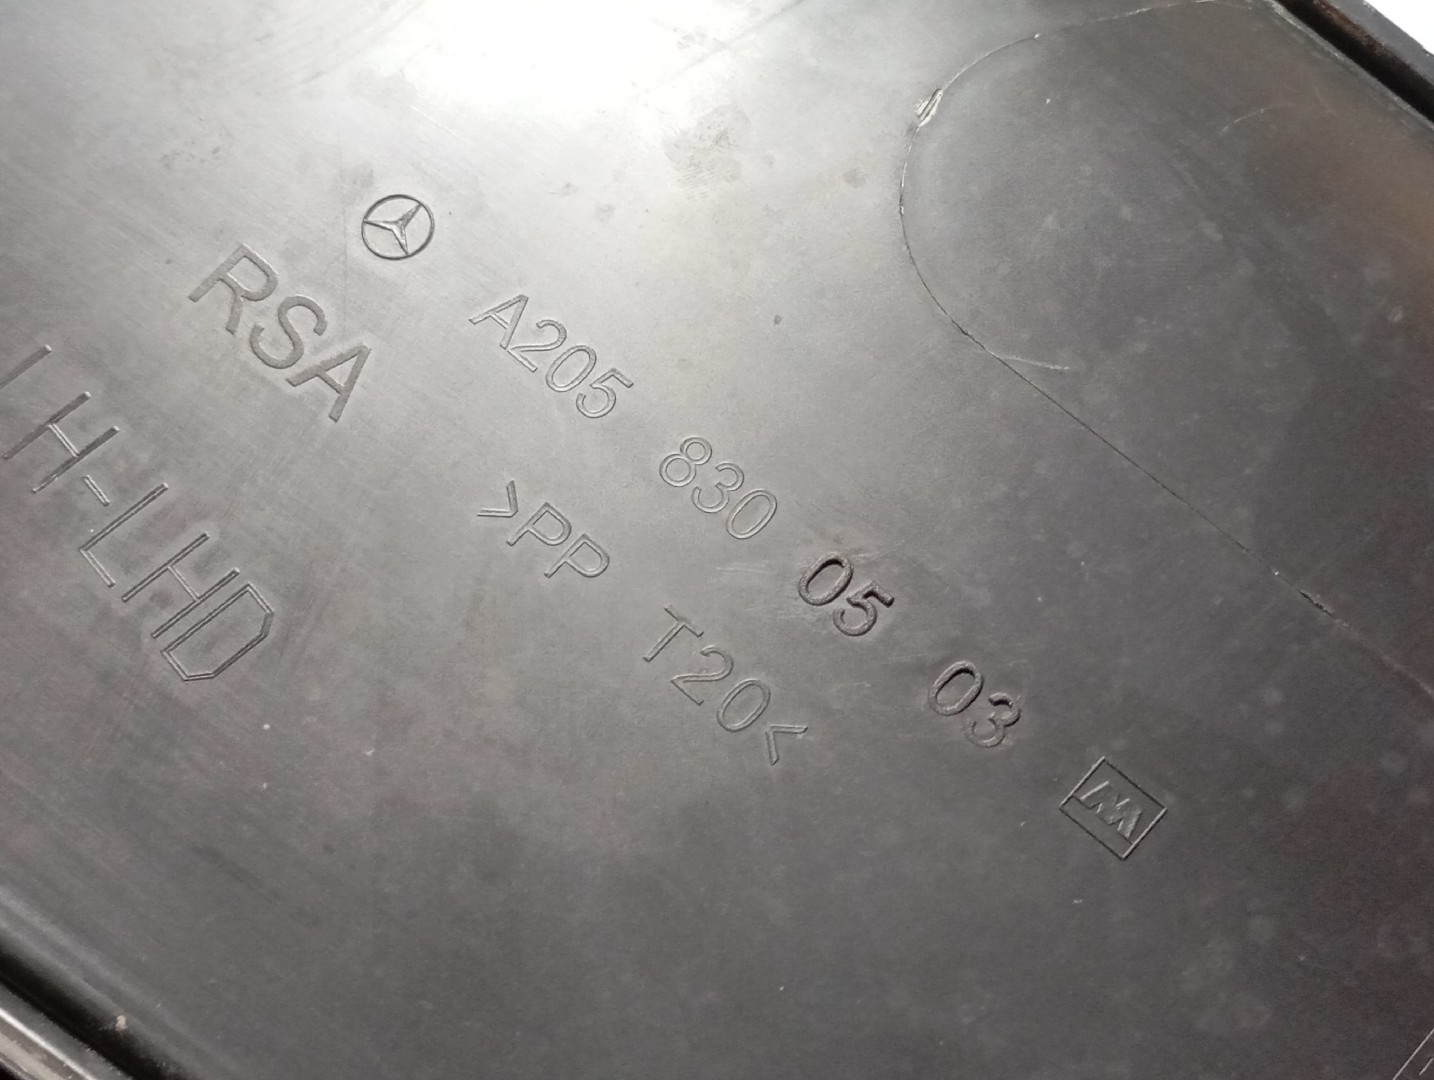 RSA
LH-LHD
A205 830 05 03
>PP T20<